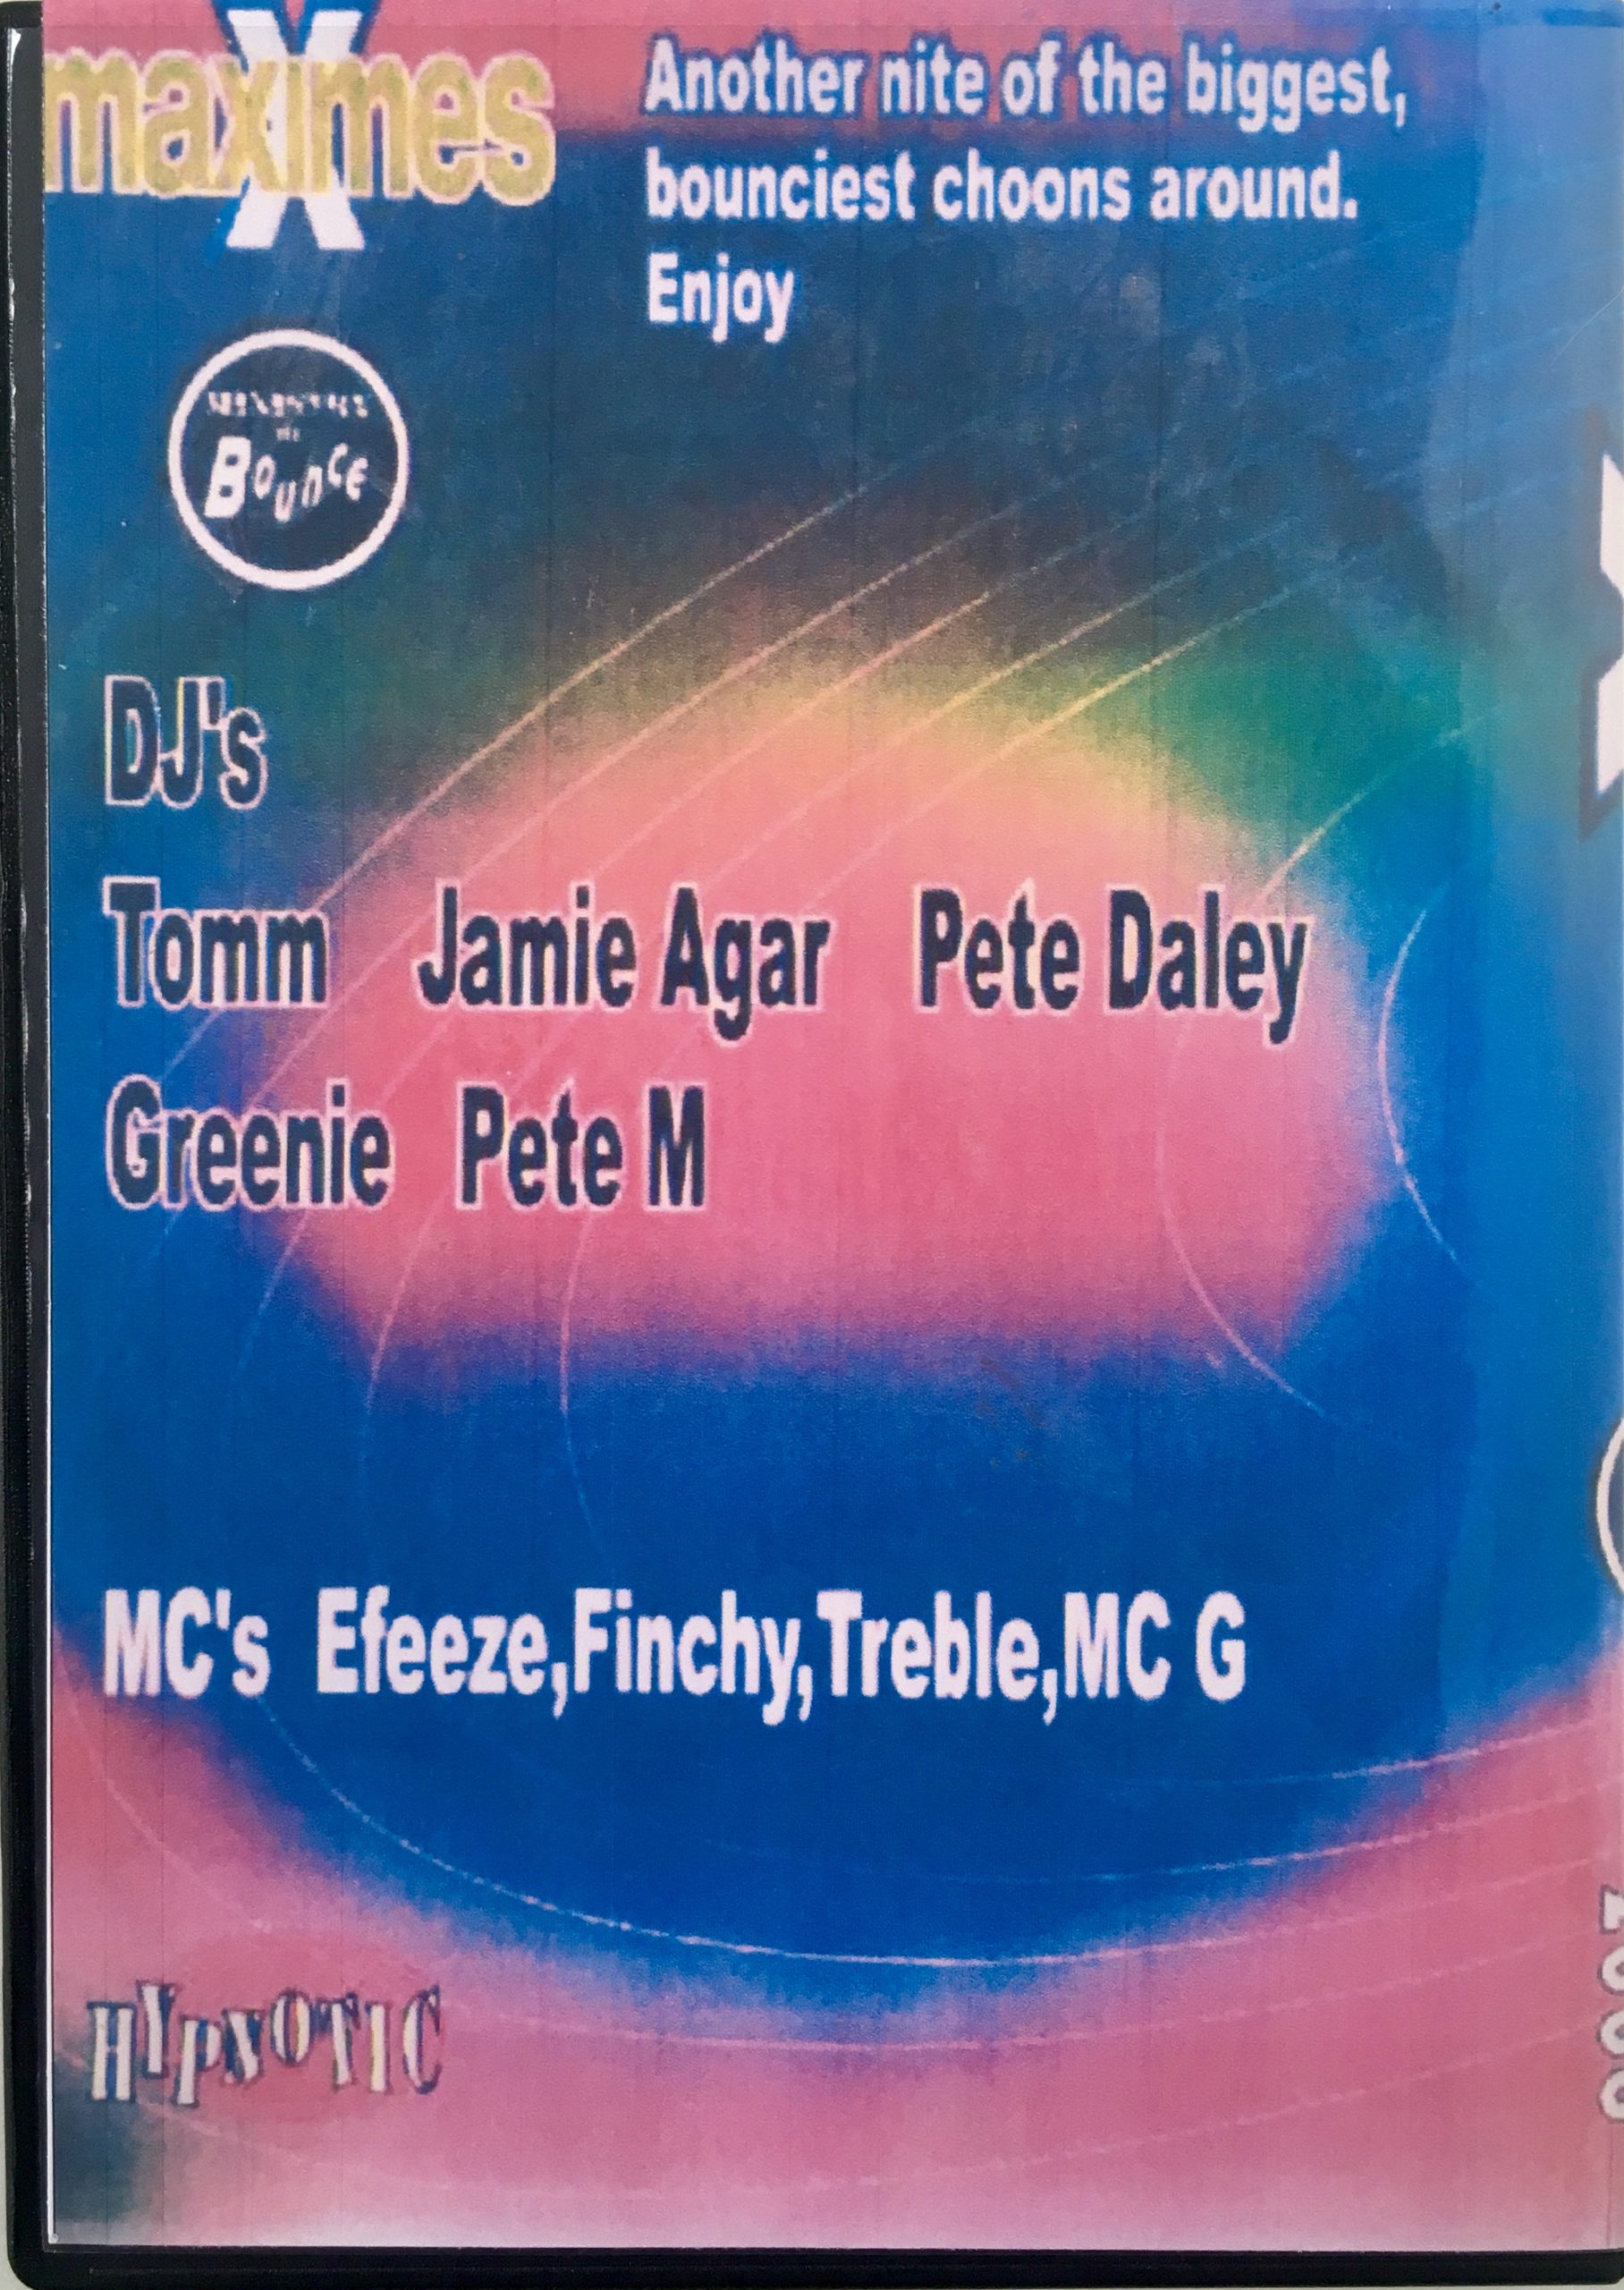 maximes
X
Another nite of the biggest,
bounciest choons around.
Enjoy
Bounce
DJ's
Tomm Jamie Agar Pete Daley
Greenie Pete M
MC's Efeeze,Finchy,Treble,MC G
HYPNOTIC